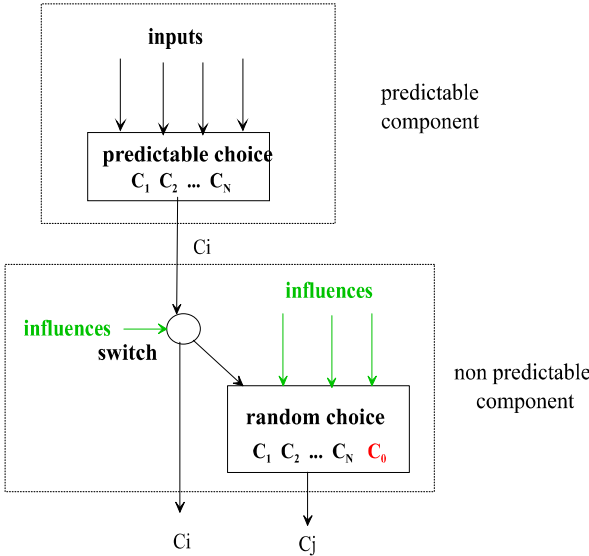 inputs
predictable
component
predictable choice
C1 C2 ... CN
Ci
influences
influences
switch
non predictable
component
random choice
C1 C2 ... CN C0
Ci
Cj